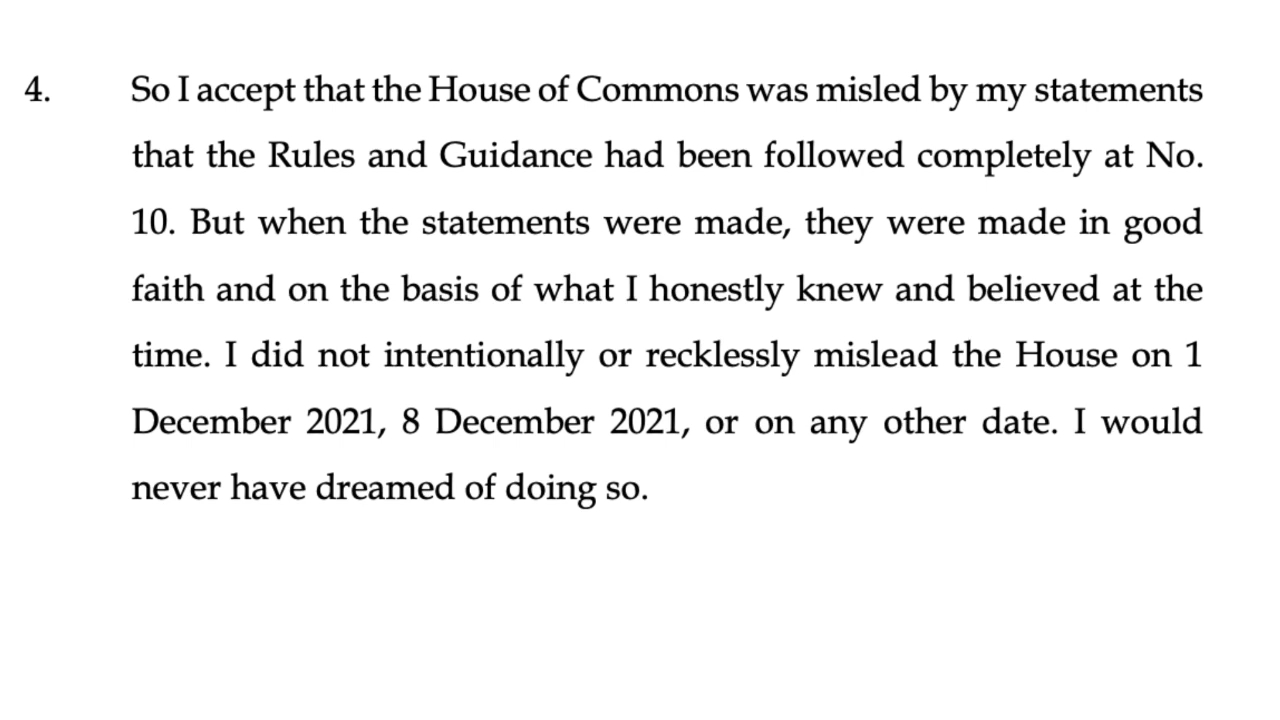 4. So I accept that the House of Commons was misled by my statements
that the Rules and Guidance had been followed completely at No.
10. But when the statements were made, they were made in good
faith and on the basis of what I honestly knew and believed at the
time. I did not intentionally or recklessly mislead the House on 1
December 2021, 8 December 2021, or on any other date. I would
never have dreamed of doing so.